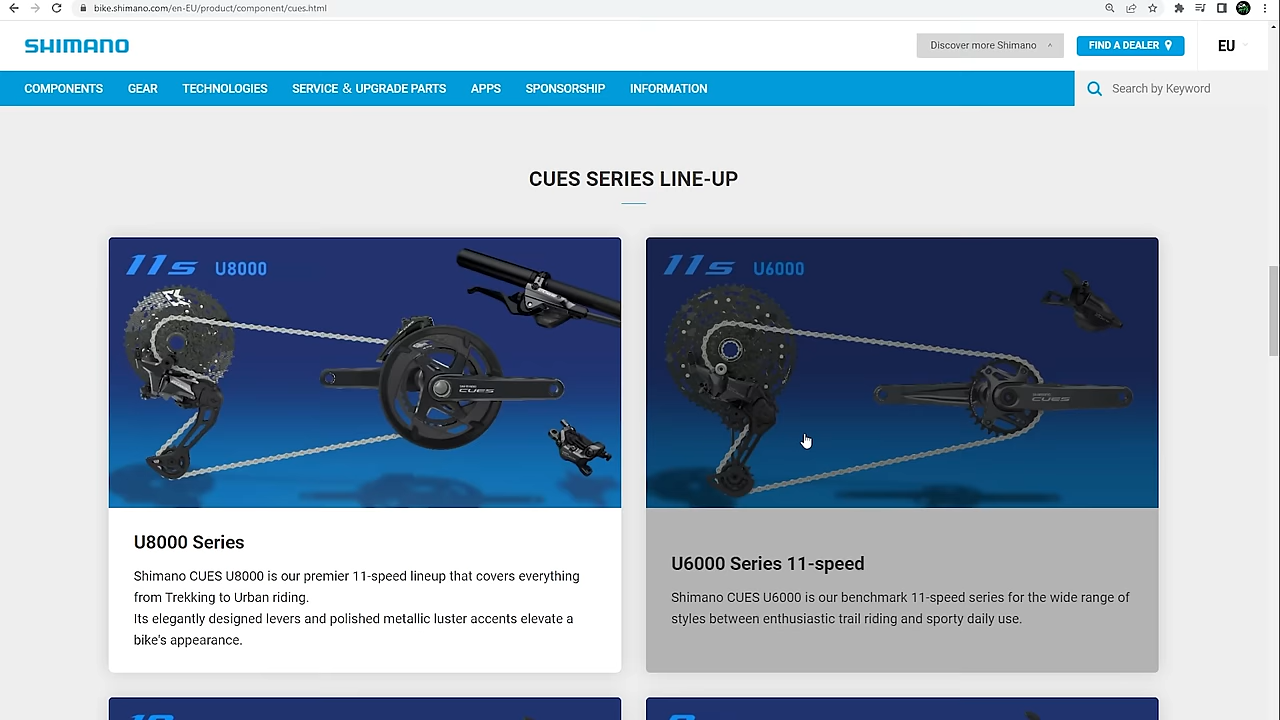 bike.shimano.com/en-EU/product/component/cues.html
SHIMANO
Discover more Shimano
FIND A DEALER
EU
COMPONENTS
GEAR
TECHNOLOGIES
SERVICE & UPGRADE PARTS
APPS
SPONSORSHIP
INFORMATION
Search by Keyword
CUES SERIES LINE-UP
11s U8000
CUES
11s U6000
CUES
U8000 Series
Shimano CUES U8000 is our premier 11-speed lineup that covers everything
from Trekking to Urban riding.
Its elegantly designed levers and polished metallic luster accents elevate a
bike's appearance.
U6000 Series 11-speed
Shimano CUES U6000 is our benchmark 11-speed series for the wide range of
styles between enthusiastic trail riding and sporty daily use.